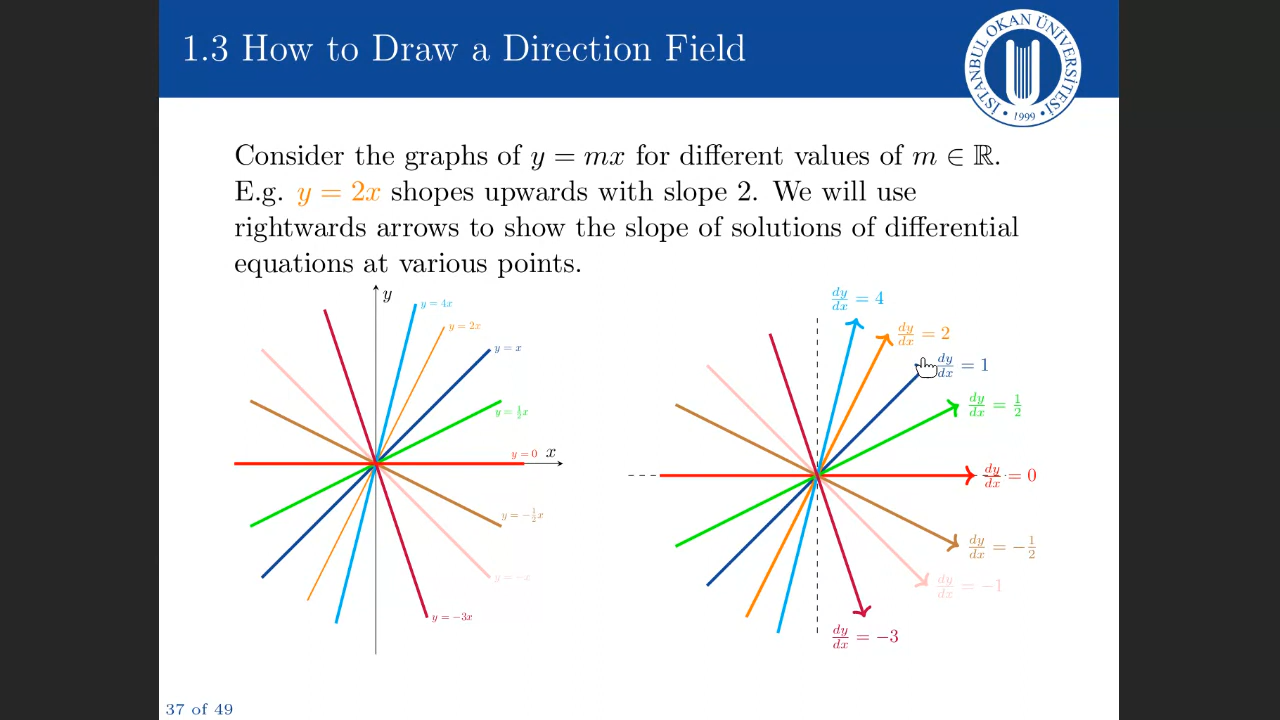 1.3 How to Draw a Direction Field
İSTANBUL OKAN ÜNİVERSİTESİ
• 1999 •
Consider the graphs of y = mx for different values of m ∈ ℝ.
E.g. y = 2x shopes upwards with slope 2. We will use
rightwards arrows to show the slope of solutions of differential
equations at various points.
y
y = 4x
y = 2x
y = x
y = 1/2 x
y = 0
x
y = −1/2 x
y = −x
y = −3x
dy/dx = 4
dy/dx = 2
dy/dx = 1
dy/dx = 1/2
dy/dx = 0
dy/dx = −1/2
dy/dx = −1
dy/dx = −3
37 of 49